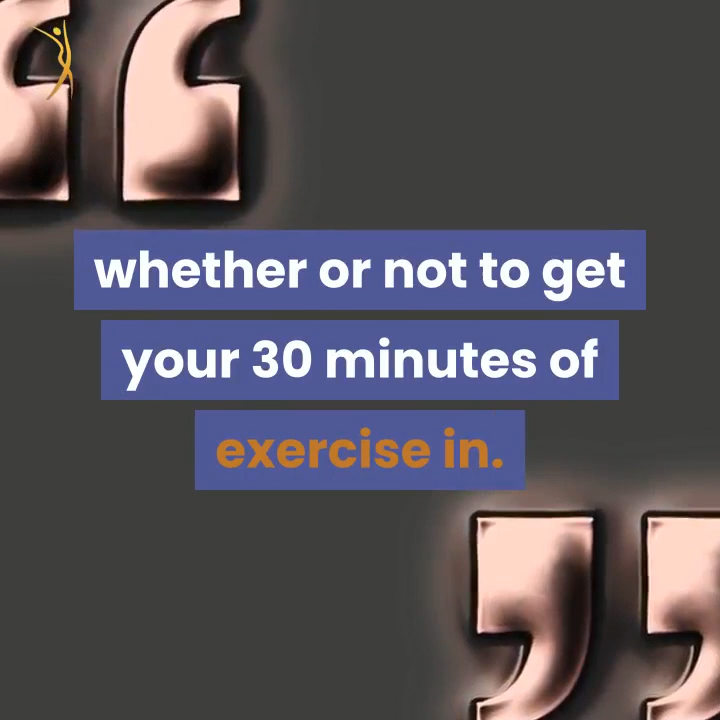 whether or not to get
your 30 minutes of
exercise in.